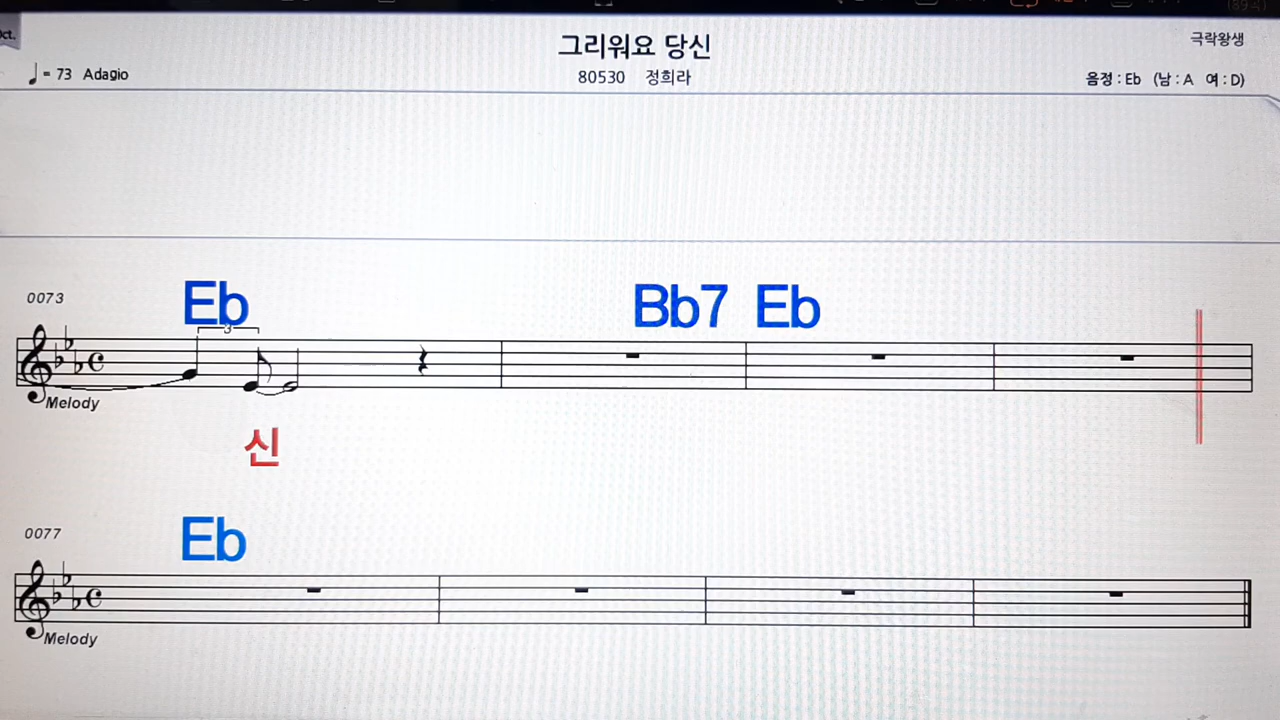 그리워요 당신
극락왕생
= 73 Adagio
80530 정희라
음정 : Eb (남 : A 여 : D)
0073
Eb
Bb7 Eb
3
Melody
신
0077
Eb
Melody